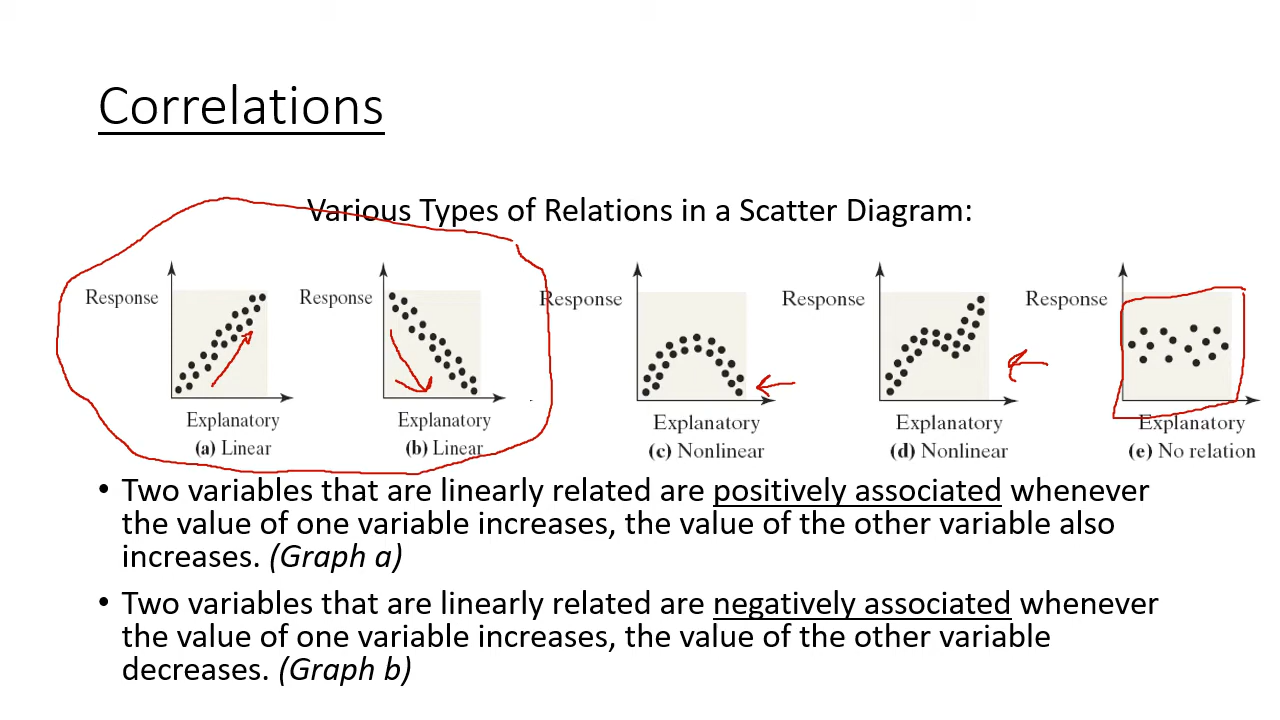 Correlations
Various Types of Relations in a Scatter Diagram:
Response
Explanatory
(a) Linear
Response
Explanatory
(b) Linear
Response
Explanatory
(c) Nonlinear
Response
Explanatory
(d) Nonlinear
Response
Explanatory
(e) No relation
• Two variables that are linearly related are positively associated whenever
the value of one variable increases, the value of the other variable also
increases. (Graph a)
• Two variables that are linearly related are negatively associated whenever
the value of one variable increases, the value of the other variable
decreases. (Graph b)